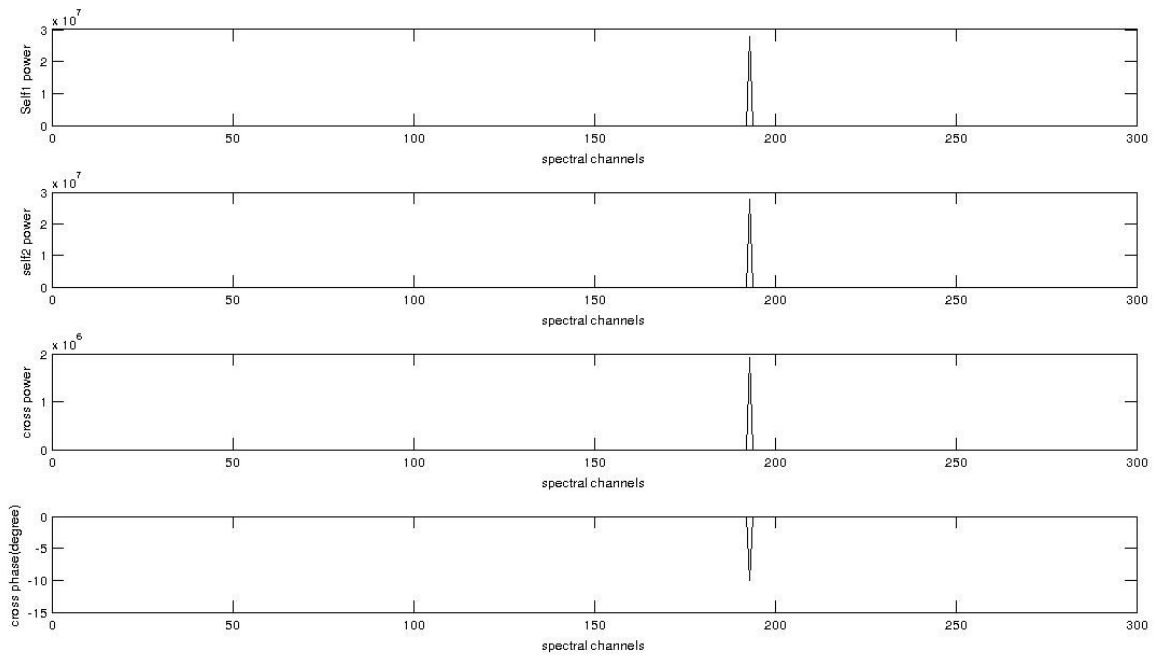 x 10^7
3
2
1
0
Self1 power
0 50 100 150 200 250 300
spectral channels
x 10^7
3
2
1
0
self2 power
0 50 100 150 200 250 300
spectral channels
x 10^6
2
1
0
cross power
0 50 100 150 200 250 300
spectral channels
0
-5
-10
-15
cross phase(degree)
0 50 100 150 200 250 300
spectral channels